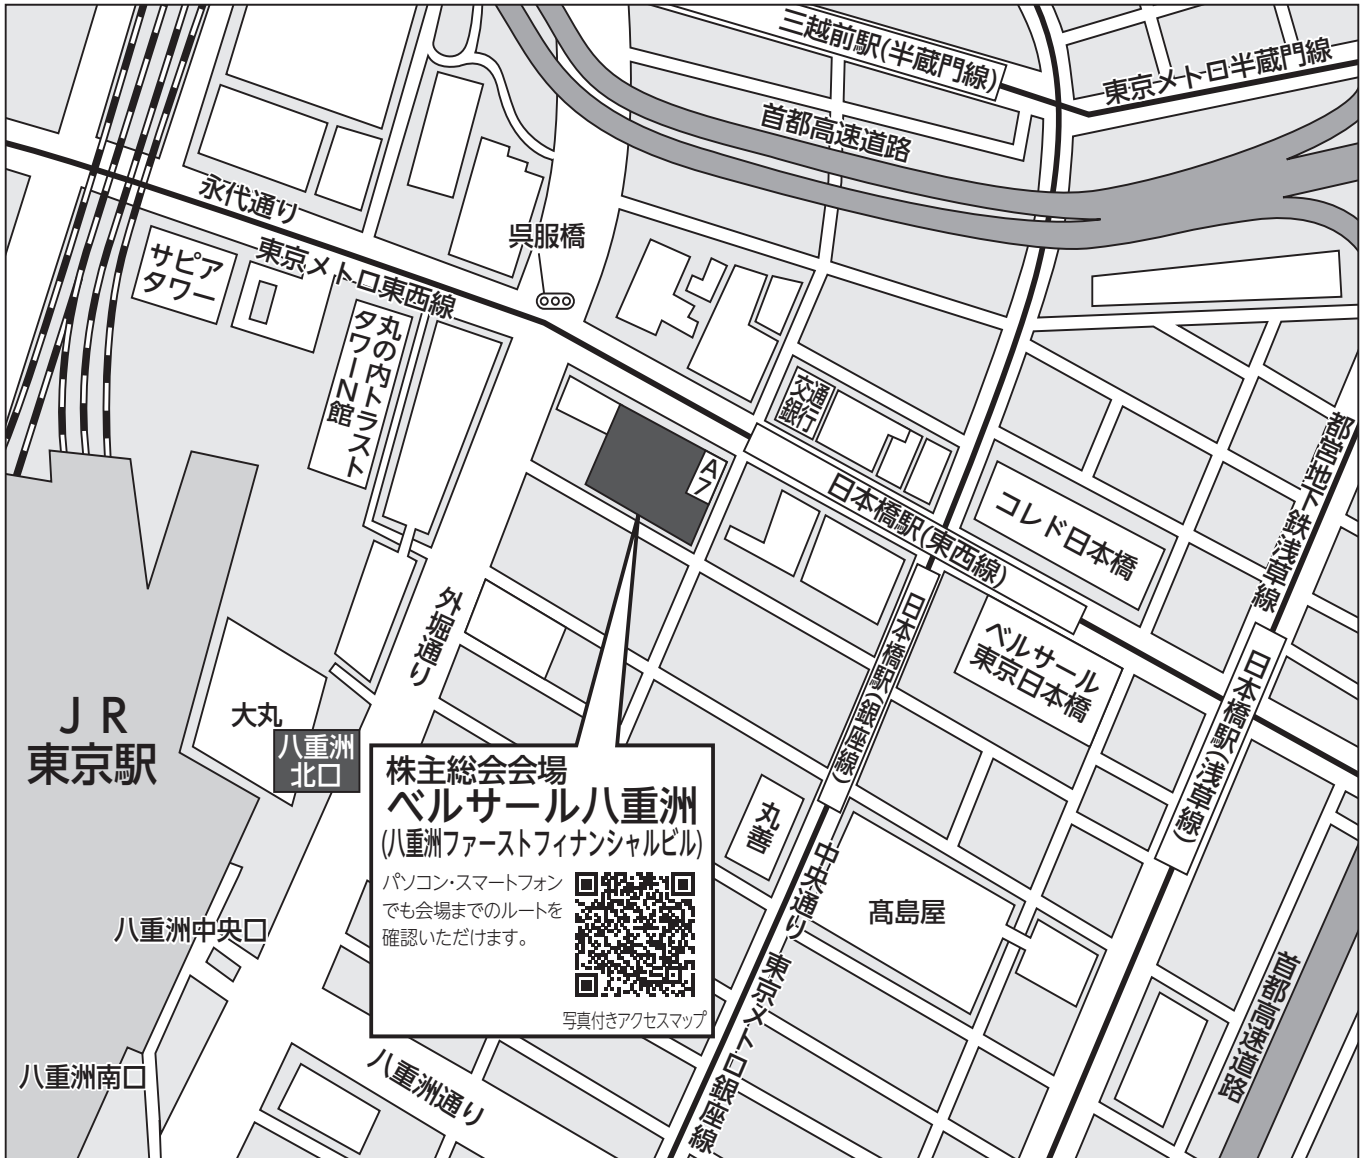 三越前駅(半蔵門線)
東京メトロ半蔵門線
首都高速道路
永代通り
呉服橋
サピア
タワー
東京メトロ東西線
丸の内トラスト
タワーN館
交通
銀行
A7
日本橋駅(東西線)
コレド日本橋
都営地下鉄浅草線
外堀通り
日本橋駅(銀座線)
ベルサール
東京日本橋
日本橋駅(浅草線)
JR
東京駅
大丸
八重洲
北口
株主総会会場
ベルサール八重洲
(八重洲ファーストフィナンシャルビル)
パソコン・スマートフォン
でも会場までのルートを
確認いただけます。
写真付きアクセスマップ
丸善
中央通り
髙島屋
八重洲中央口
東京メトロ銀座線
首都高速道路
八重洲南口
八重洲通り